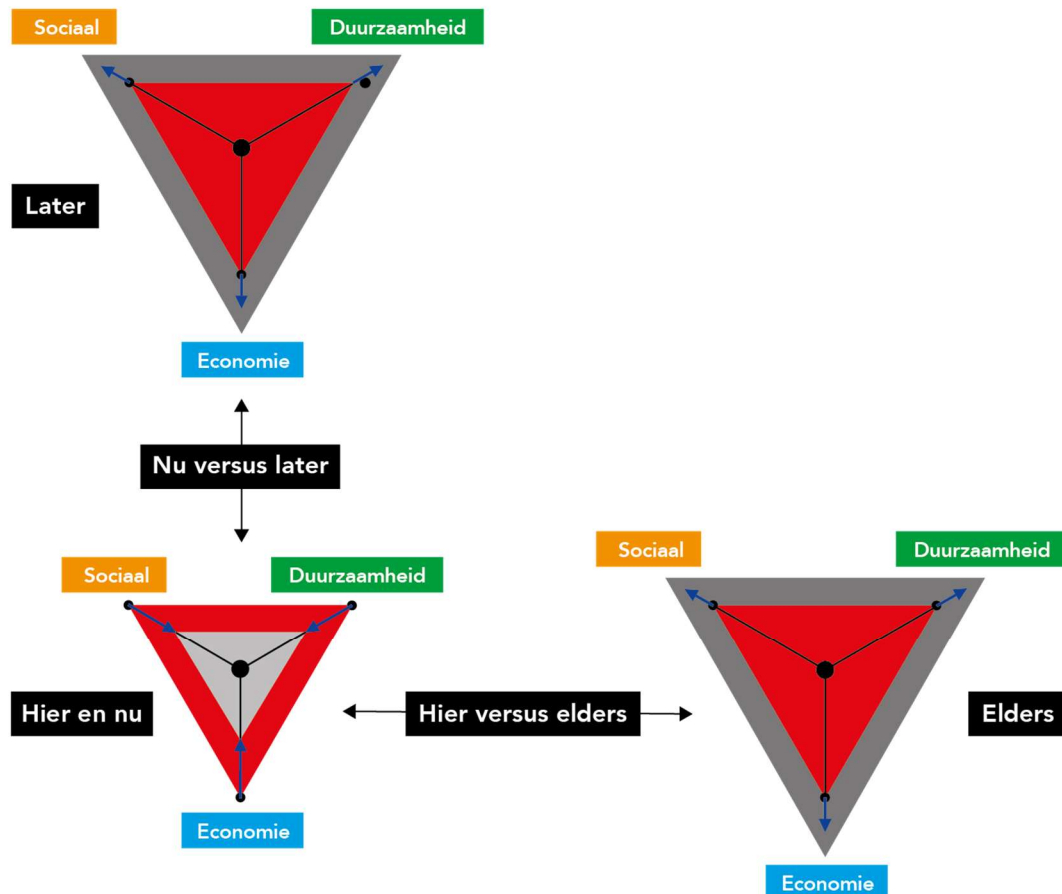 Sociaal
Duurzaamheid
Later
Economie
Nu versus later
Sociaal
Duurzaamheid
Sociaal
Duurzaamheid
Hier en nu
Hier versus elders
Elders
Economie
Economie